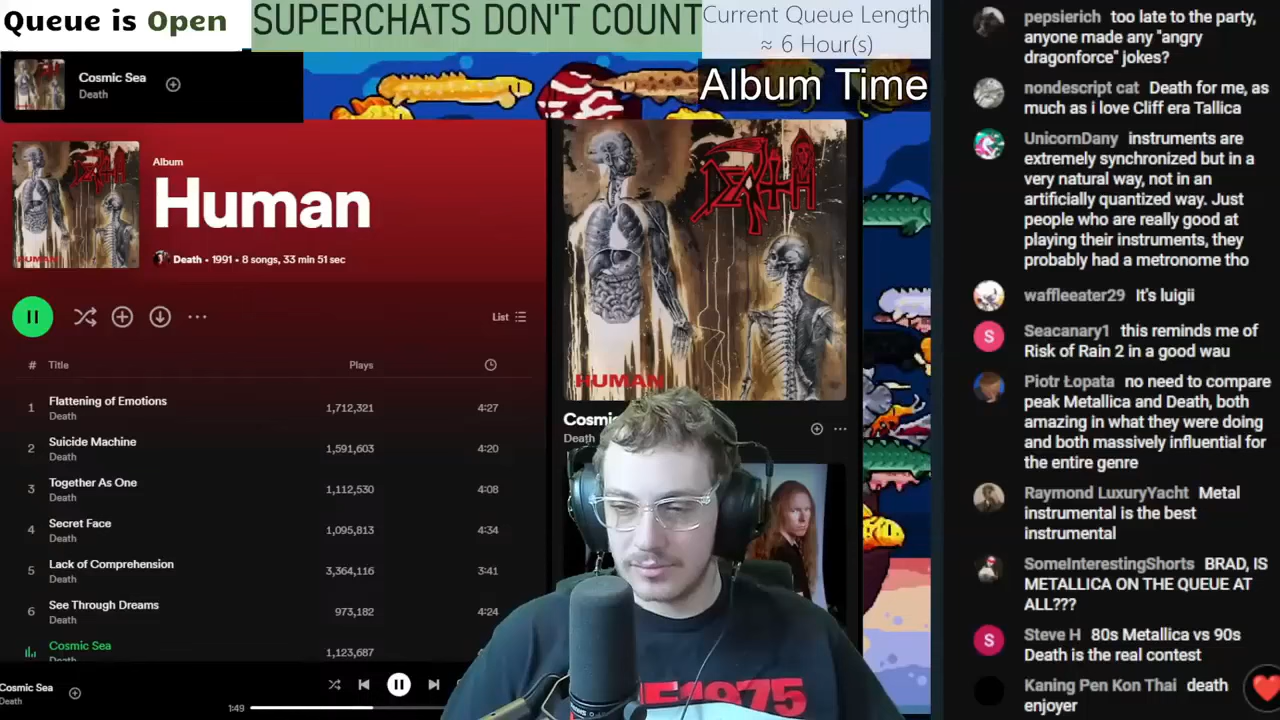 Queue is Open
SUPERCHATS DON'T COUNT
Current Queue Length
≈ 6 Hour(s)
Album Time
Cosmic Sea
Death
Album
Human
Death • 1991 • 8 songs, 33 min 51 sec
List
# Title Plays
1 Flattening of Emotions 1,712,321 4:27
Death
2 Suicide Machine 1,591,603 4:20
Death
3 Together As One 1,112,530 4:08
Death
4 Secret Face 1,095,813 4:34
Death
5 Lack of Comprehension 3,364,116 3:41
Death
6 See Through Dreams 973,182 4:24
Death
Cosmic Sea 1,123,687
Death
Cosmic Sea
Death
1:49
DEATH
HUMAN
Death
pepsierich too late to the party,
anyone made any "angry
dragonforce" jokes?
nondescript cat Death for me, as
much as i love Cliff era Tallica
UnicornDany instruments are
extremely synchronized but in a
very natural way, not in an
artificially quantized way. Just
people who are really good at
playing their instruments, they
probably had a metronome tho
waffleeater29 It's luigii
S
Seacanary1 this reminds me of
Risk of Rain 2 in a good wau
Piotr Łopata no need to compare
peak Metallica and Death, both
amazing in what they were doing
and both massively influential for
the entire genre
Raymond LuxuryYacht Metal
instrumental is the best
instrumental
SomeInterestingShorts BRAD, IS
METALLICA ON THE QUEUE AT
ALL???
S
Steve H 80s Metallica vs 90s
Death is the real contest
Kaning Pen Kon Thai death
enjoyer